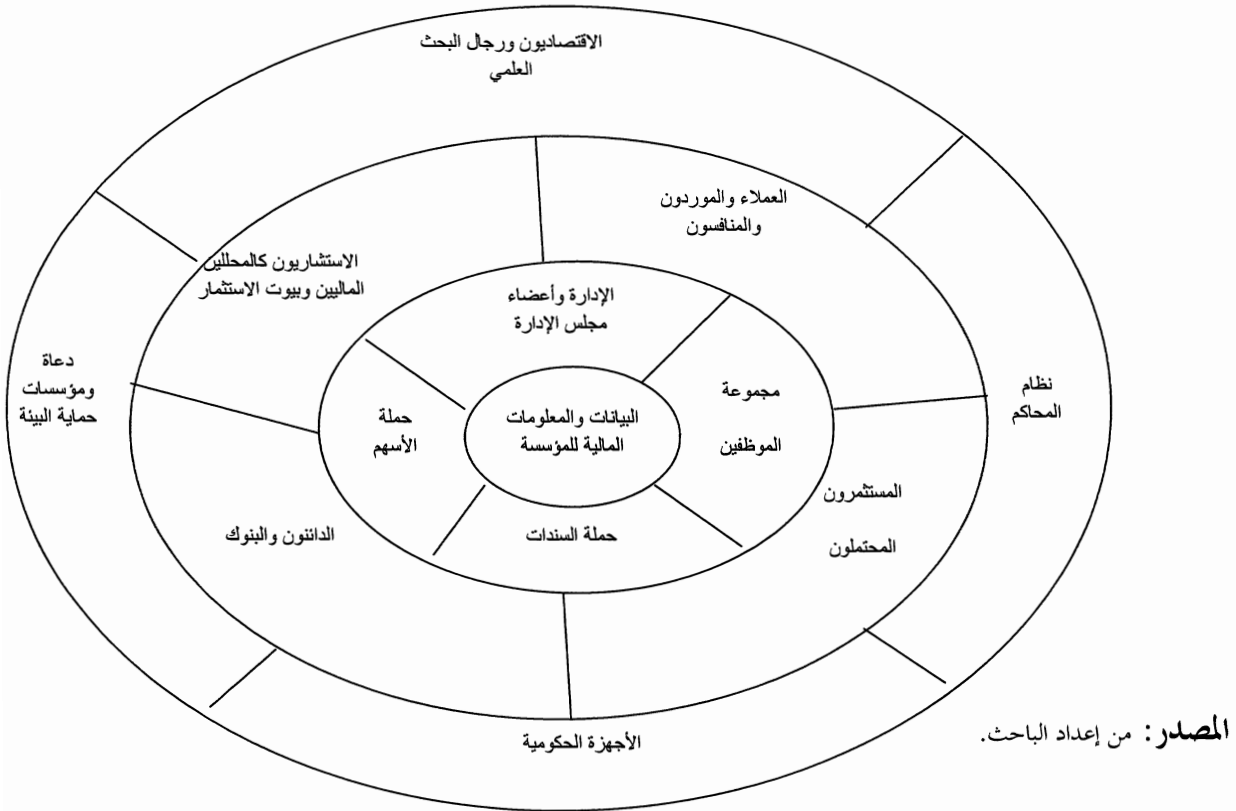 الاقتصاديون ورجال البحث
العلمي
العملاء والموردون
والمنافسون
الاستشاريون كالمحللين
الماليين وبيوت الاستثمار
الإدارة وأعضاء
مجلس الإدارة
دعاة
ومؤسسات
حماية البيئة
نظام
المحاكم
مجموعة
الموظفين
حملة
الأسهم
البيانات والمعلومات
المالية للمؤسسة
المستثمرون
المحتملون
حملة السندات
الدائنون والبنوك
الأجهزة الحكومية
المصدر: من إعداد الباحث.